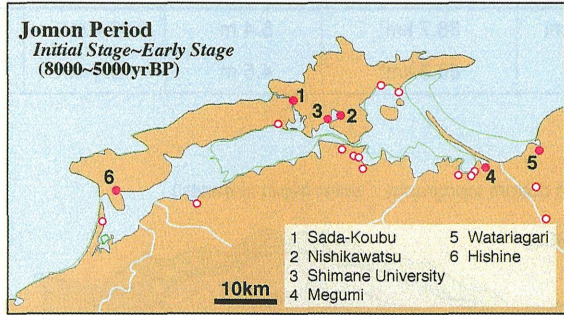 Jomon Period
Initial Stage~Early Stage
(8000~5000yrBP)
1
3
2
6
5
4
1 Sada-Koubu 5 Watariagari
2 Nishikawatsu 6 Hishine
3 Shimane University
4 Megumi
10km